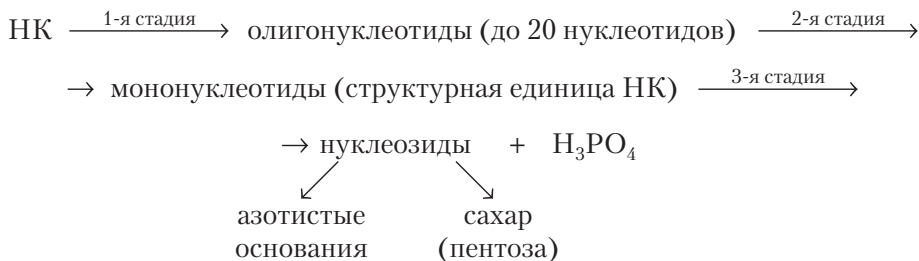 НК 1-я стадия → олигонуклеотиды (до 20 нуклеотидов) 2-я стадия →
→ мононуклеотиды (структурная единица НК) 3-я стадия →
→ нуклеозиды + H₃PO₄
азотистые сахар
основания (пентоза)